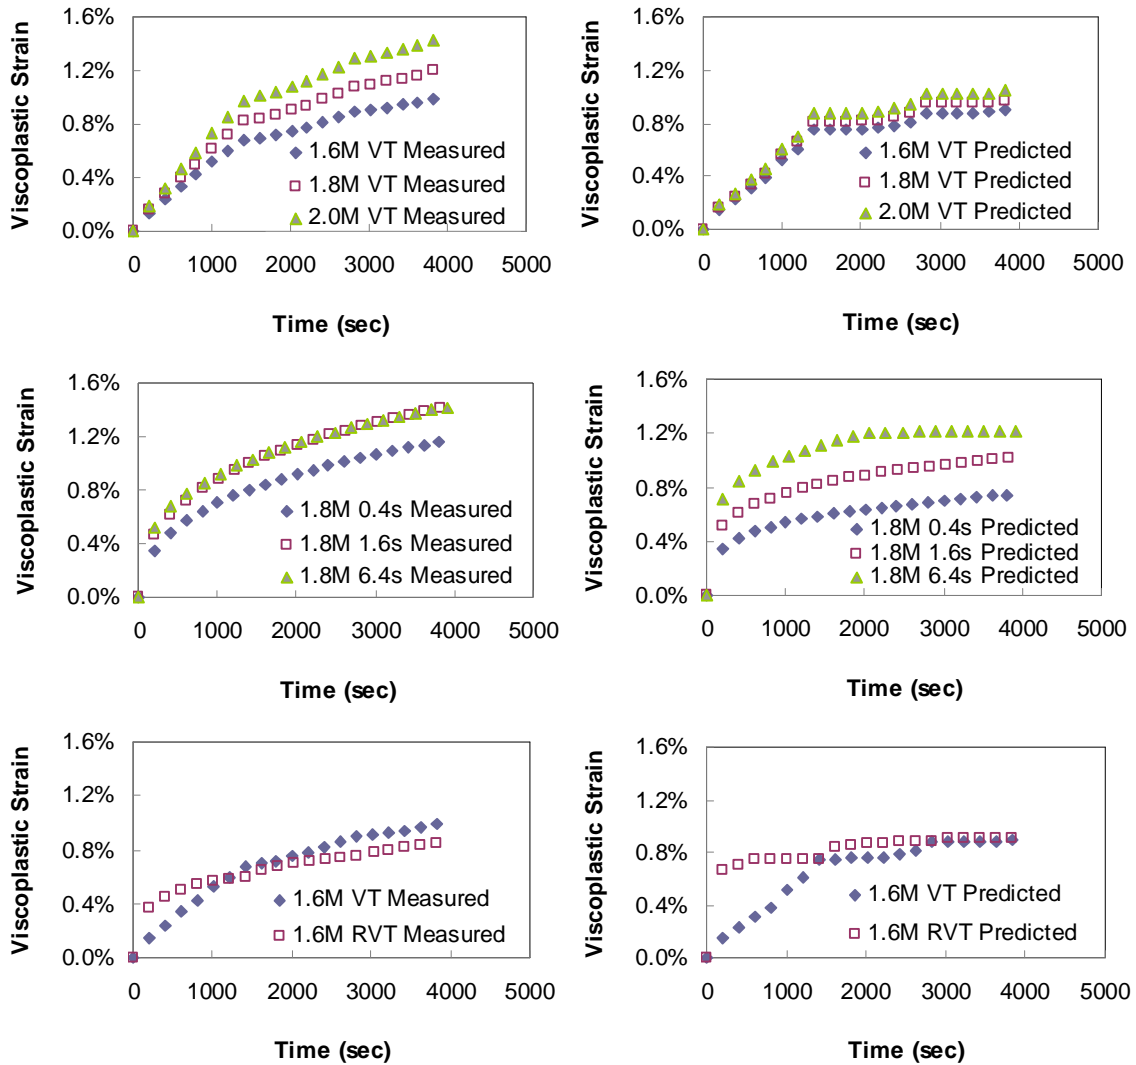 Viscoplastic Strain
1.6%
1.2%
0.8%
0.4%
0.0%
1.6M VT Measured
1.8M VT Measured
2.0M VT Measured
0 1000 2000 3000 4000 5000
Time (sec)
Viscoplastic Strain
1.6%
1.2%
0.8%
0.4%
0.0%
1.6M VT Predicted
1.8M VT Predicted
2.0M VT Predicted
0 1000 2000 3000 4000 5000
Time (sec)
Viscoplastic Strain
1.6%
1.2%
0.8%
0.4%
0.0%
1.8M 0.4s Measured
1.8M 1.6s Measured
1.8M 6.4s Measured
0 1000 2000 3000 4000 5000
Time (sec)
Viscoplastic Strain
1.6%
1.2%
0.8%
0.4%
0.0%
1.8M 0.4s Predicted
1.8M 1.6s Predicted
1.8M 6.4s Predicted
0 1000 2000 3000 4000 5000
Time (sec)
Viscoplastic Strain
1.6%
1.2%
0.8%
0.4%
0.0%
1.6M VT Measured
1.6M RVT Measured
0 1000 2000 3000 4000 5000
Time (sec)
Viscoplastic Strain
1.6%
1.2%
0.8%
0.4%
0.0%
1.6M VT Predicted
1.6M RVT Predicted
0 1000 2000 3000 4000 5000
Time (sec)